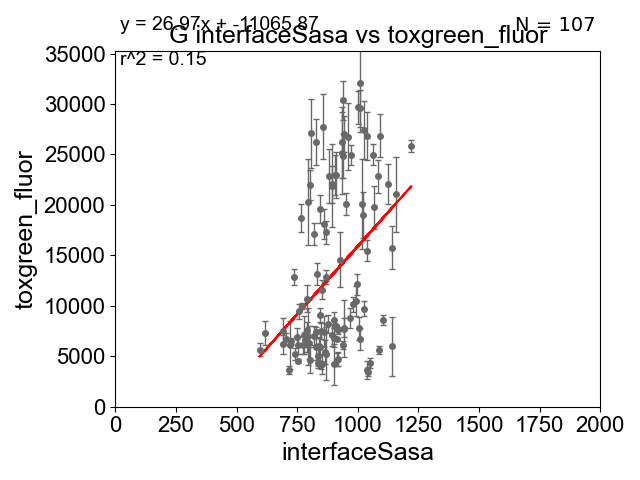 y = 26.97x + -11065.87
N = 107
G interfaceSasa vs toxgreen_fluor
r^2 = 0.15
35000
30000
25000
20000
15000
10000
5000
0
toxgreen_fluor
0 250 500 750 1000 1250 1500 1750 2000
interfaceSasa